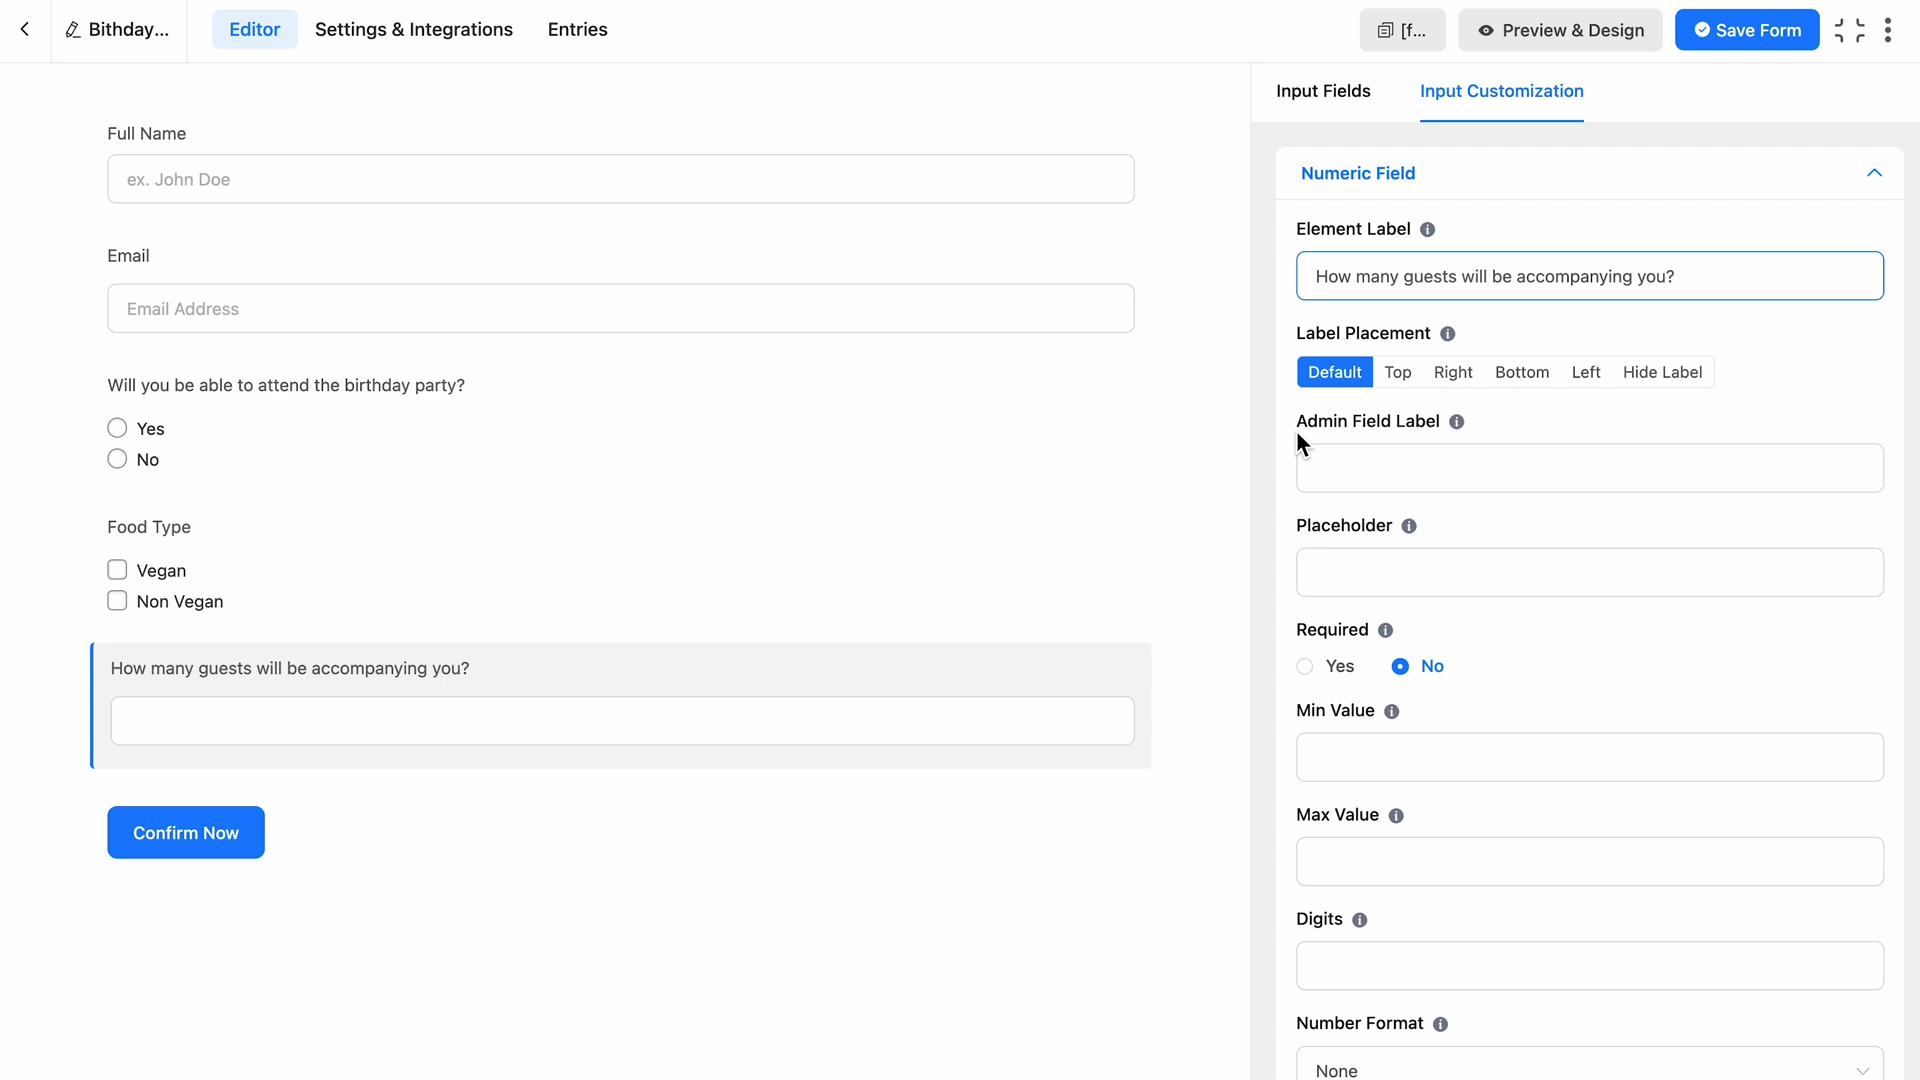 Bithday...
Editor
Settings & Integrations
Entries
[f...
Preview & Design
Save Form
Input Fields
Input Customization
Full Name
ex. John Doe
Email
Email Address
Will you be able to attend the birthday party?
Yes
No
Food Type
Vegan
Non Vegan
How many guests will be accompanying you?
Confirm Now
Numeric Field
Element Label
How many guests will be accompanying you?
Label Placement
Default Top Right Bottom Left Hide Label
Admin Field Label
Placeholder
Required
Yes No
Min Value
Max Value
Digits
Number Format
None